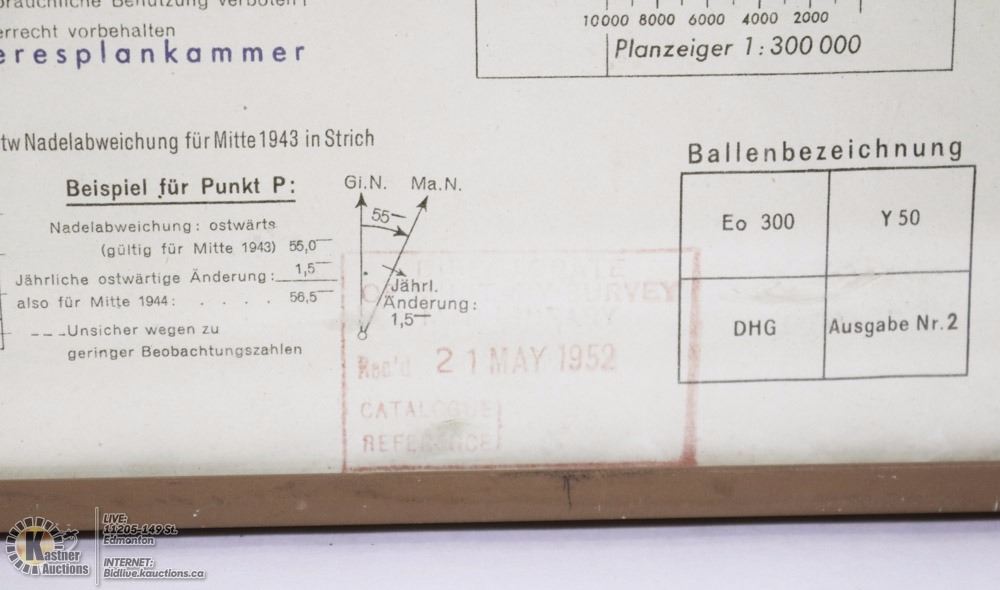 Benutzung verboten!
vorbehalten
eresplankammer
10000 8000 6000 4000 2000
Planzeiger 1:300 000
Nadelabweichung für Mitte 1943 in Strich
Beispiel für Punkt P:
Nadelabweichung: ostwärts
(gültig für Mitte 1943) 55,0–
Jährliche ostwärtige Änderung: 1,5–
also für Mitte 1944: . . . . 56,5–
---Unsicher wegen zu
geringer Beobachtungszahlen
Gi.N. Ma.N.
55–
Jährl.
Änderung:
1,5–
Ballenbezeichnung
Eo 300 Y 50
DHG Ausgabe Nr. 2
SURVEY
Rec'd 21 MAY 1952
CATALOGUE
REFERENCE
Kastner
Auctions
LIVE:
11205-149 St.
Edmonton
INTERNET:
Bidlive.kauctions.ca